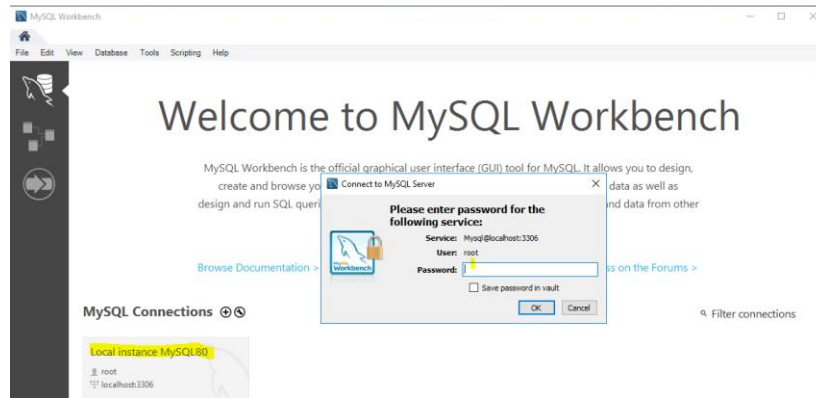 MySQL Workbench
File Edit View Database Tools Scripting Help
Welcome to MySQL Workbench
MySQL Workbench is the official graphical user interface (GUI) tool for MySQL. It allows you to design,
create and browse yo
data as well as
design and run SQL queri
nd data from other
Connect to MySQL Server
Please enter password for the
following service:
Service: Mysql@localhost:3306
User: root
Password:
Workbench
Save password in vault
OK Cancel
Browse Documentation >
ss on the Forums >
MySQL Connections
Filter connections
Local instance MySQL80
root
localhost:3306